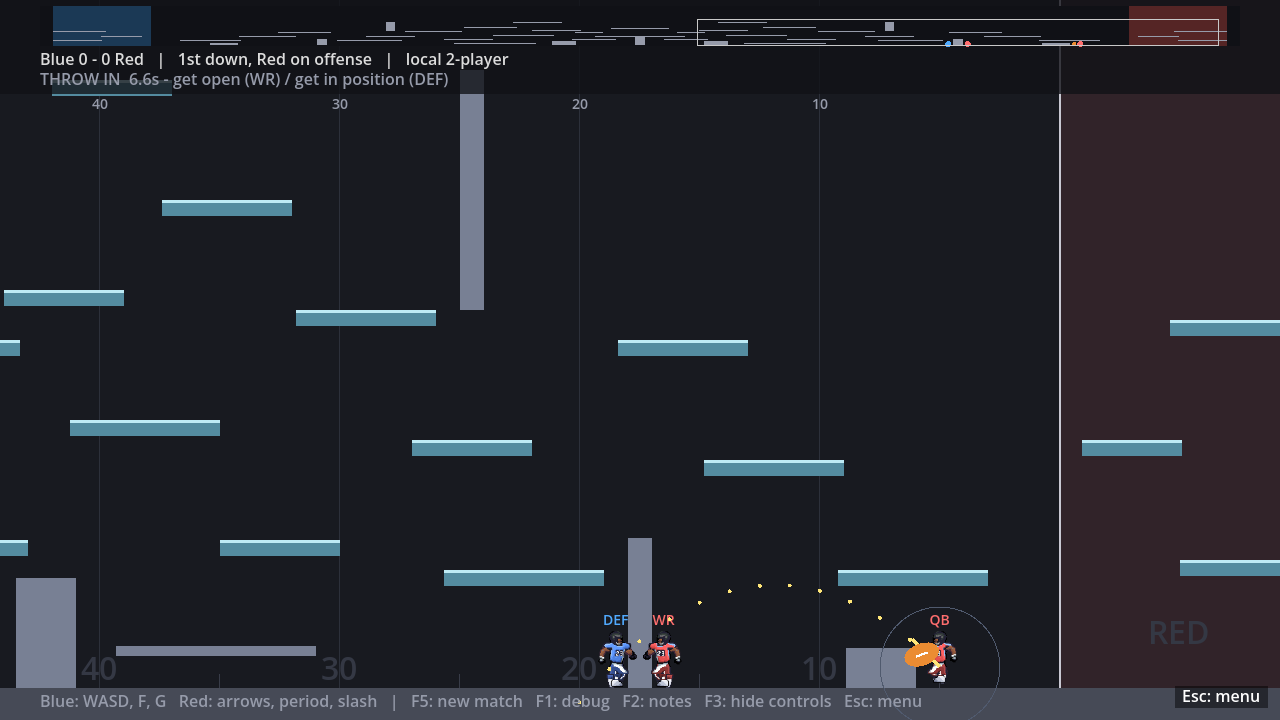 Blue 0 - 0 Red | 1st down, Red on offense | local 2-player
THROW IN 6.6s - get open (WR) / get in position (DEF)
40 30 20 10
DEF WR QB
RED
40 30 20 10
Blue: WASD, F, G Red: arrows, period, slash | F5: new match F1: debug F2: notes F3: hide controls Esc: menu
Esc: menu